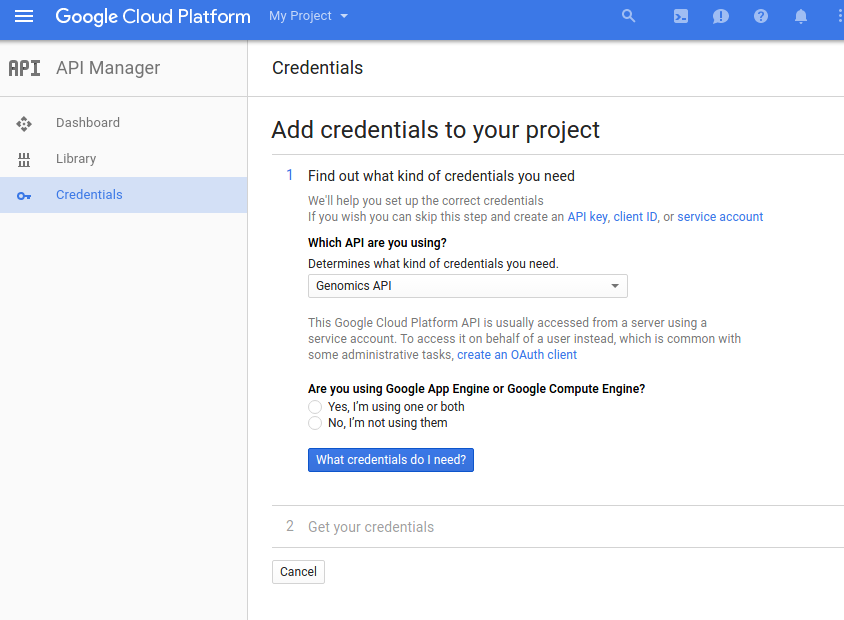 Google Cloud Platform My Project
API API Manager
Credentials
Dashboard
Library
Credentials
Add credentials to your project
1 Find out what kind of credentials you need
We'll help you set up the correct credentials
If you wish you can skip this step and create an API key, client ID, or service account
Which API are you using?
Determines what kind of credentials you need.
Genomics API
This Google Cloud Platform API is usually accessed from a server using a
service account. To access it on behalf of a user instead, which is common with
some administrative tasks, create an OAuth client
Are you using Google App Engine or Google Compute Engine?
Yes, I'm using one or both
No, I'm not using them
What credentials do I need?
2 Get your credentials
Cancel